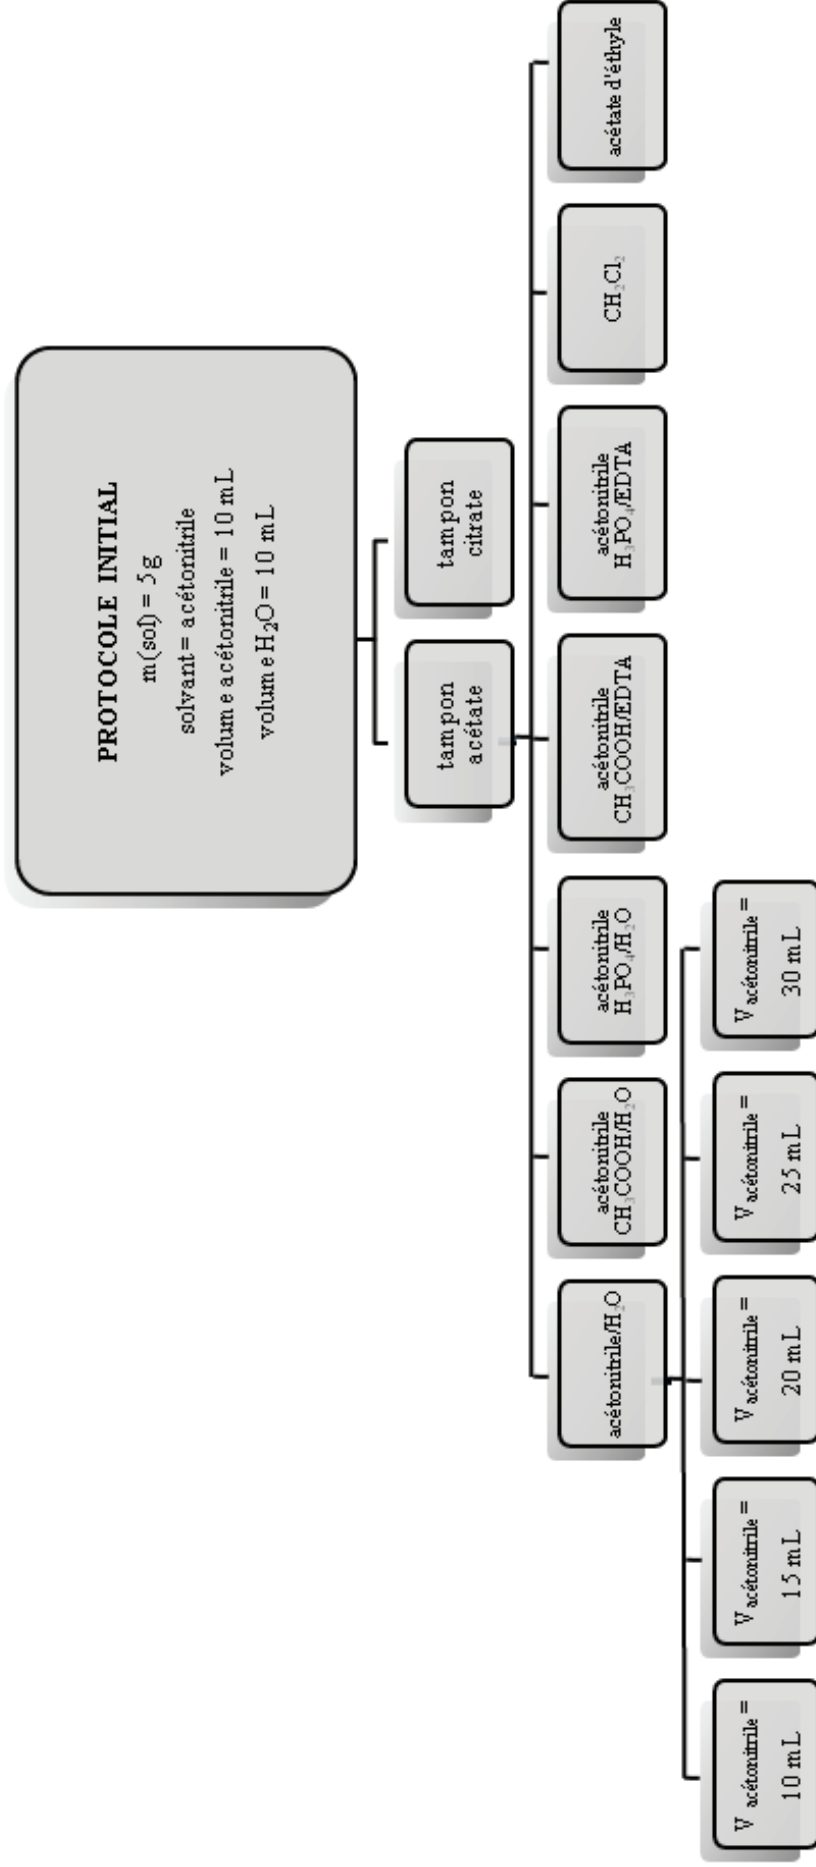 PROTOCOLE INITIAL
m(sol) = 5g
solvant = acétonitrile
volume acétonitrile = 10 mL
volume H₂O = 10 mL
tampon
acétate
tampon
citrate
acétonitrile/H₂O
acétonitrile
CH₃COOH/H₂O
acétonitrile
H₃PO₄/H₂O
acétonitrile
CH₃COOH/EDTA
acétonitrile
H₃PO₄/EDTA
CH₂Cl₂
acétate d'éthyle
V acétonitrile =
10 mL
V acétonitrile =
15 mL
V acétonitrile =
20 mL
V acétonitrile =
25 mL
V acétonitrile =
30 mL